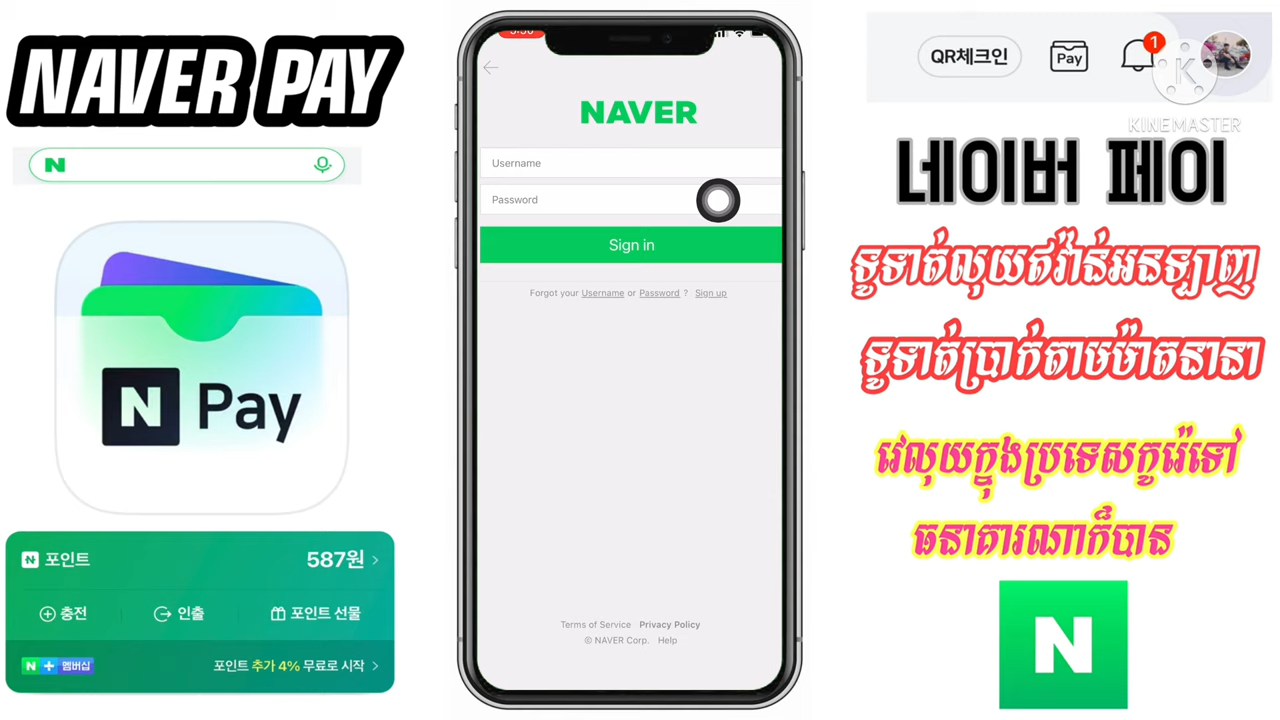 NAVER PAY
N
N Pay
N 포인트 587원 >
충전 인출 포인트 선물
N + 멤버십 포인트 추가 4% 무료로 시작 >
NAVER
Username
Password
Sign in
Forgot your Username or Password ? Sign up
Terms of Service Privacy Policy
© NAVER Corp. Help
QR체크인 Pay 1
K
KINEMASTER
네이버 페이
ទូទាត់លុយឥវ៉ាន់អនឡាញ
ទូទាត់ប្រាក់តាមម៉ាតនានា
វេលុយក្នុងប្រទេសកូរ៉េទៅ
ធនាគារណាក៏បាន
N